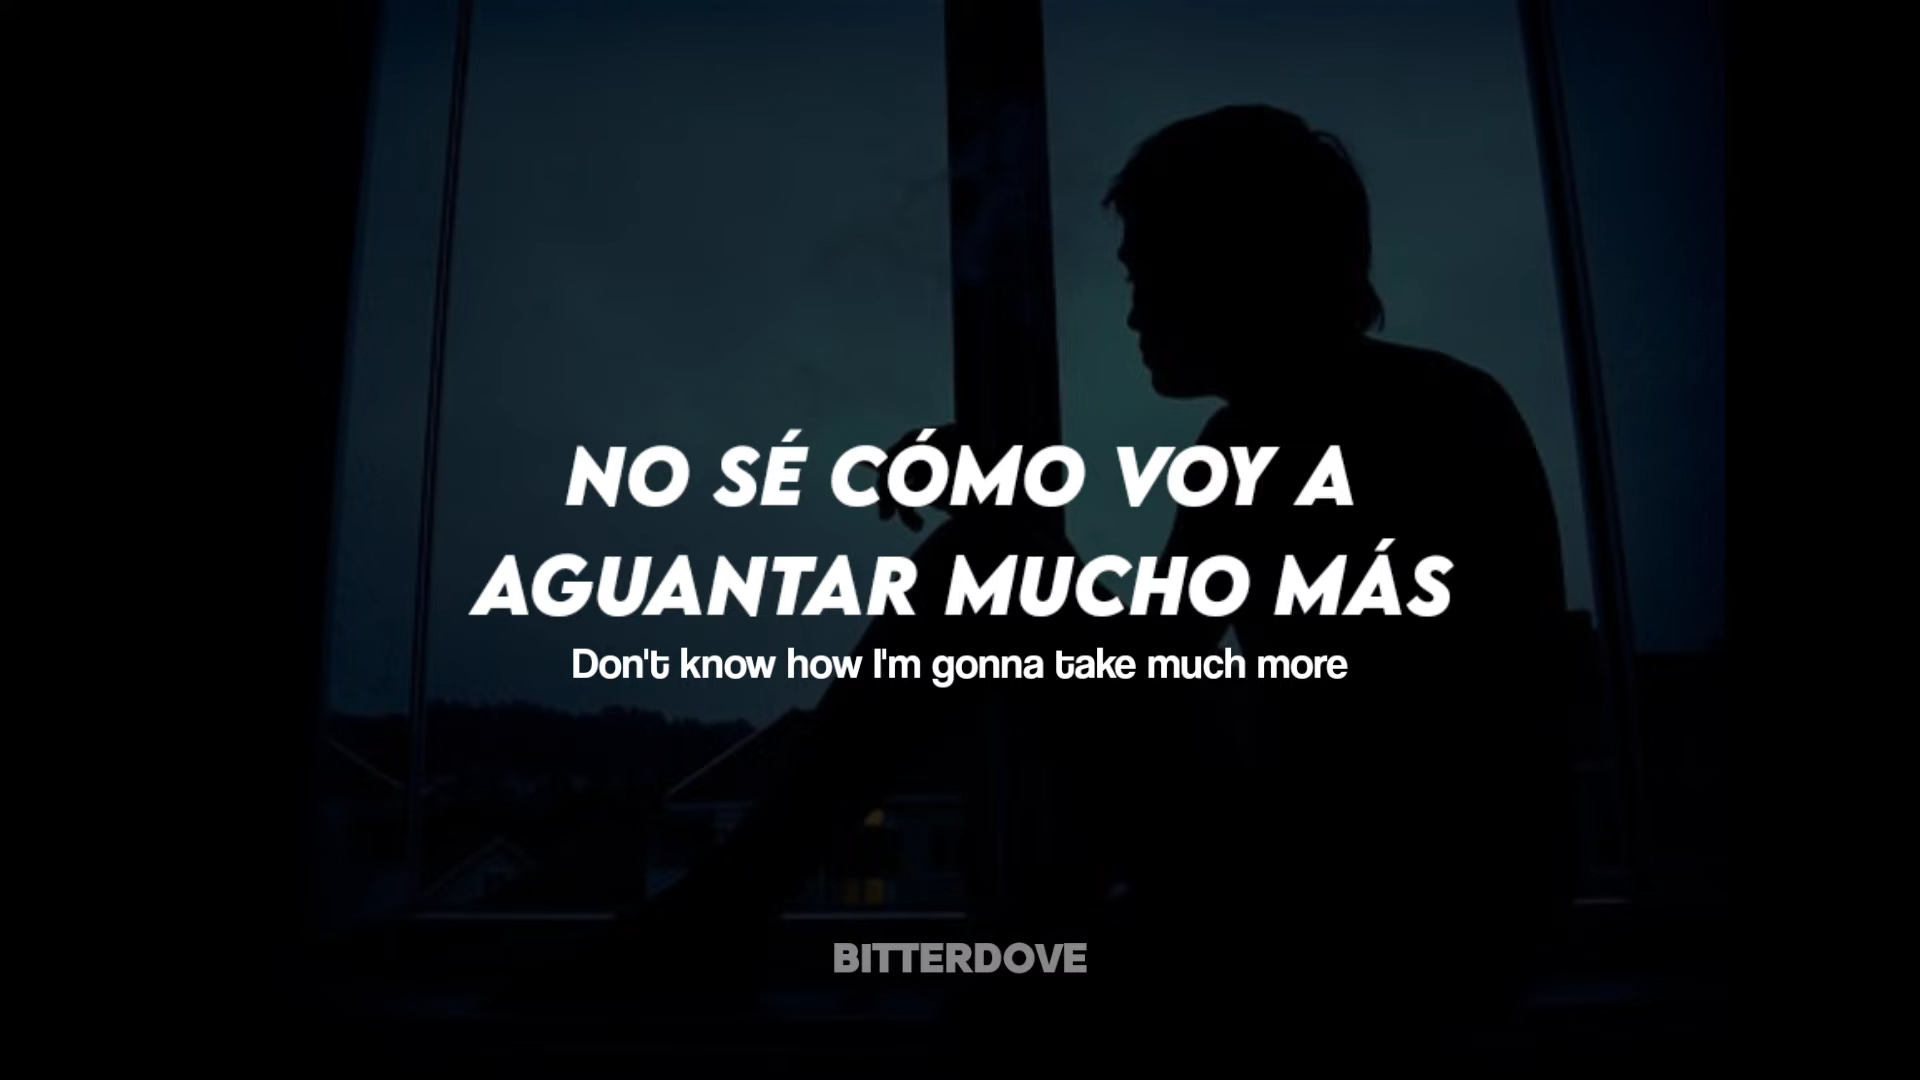 NO SÉ CÓMO VOY A
AGUANTAR MUCHO MÁS
Don't know how I'm gonna take much more
BITTERDOVE